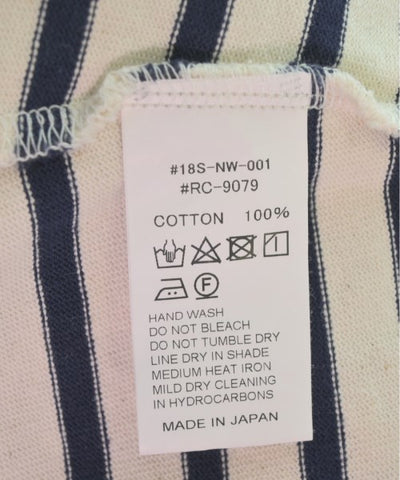 #18S-NW-001
#RC-9079
COTTON 100%
F
HAND WASH
DO NOT BLEACH
DO NOT TUMBLE DRY
LINE DRY IN SHADE
MEDIUM HEAT IRON
MILD DRY CLEANING
IN HYDROCARBONS
MADE IN JAPAN